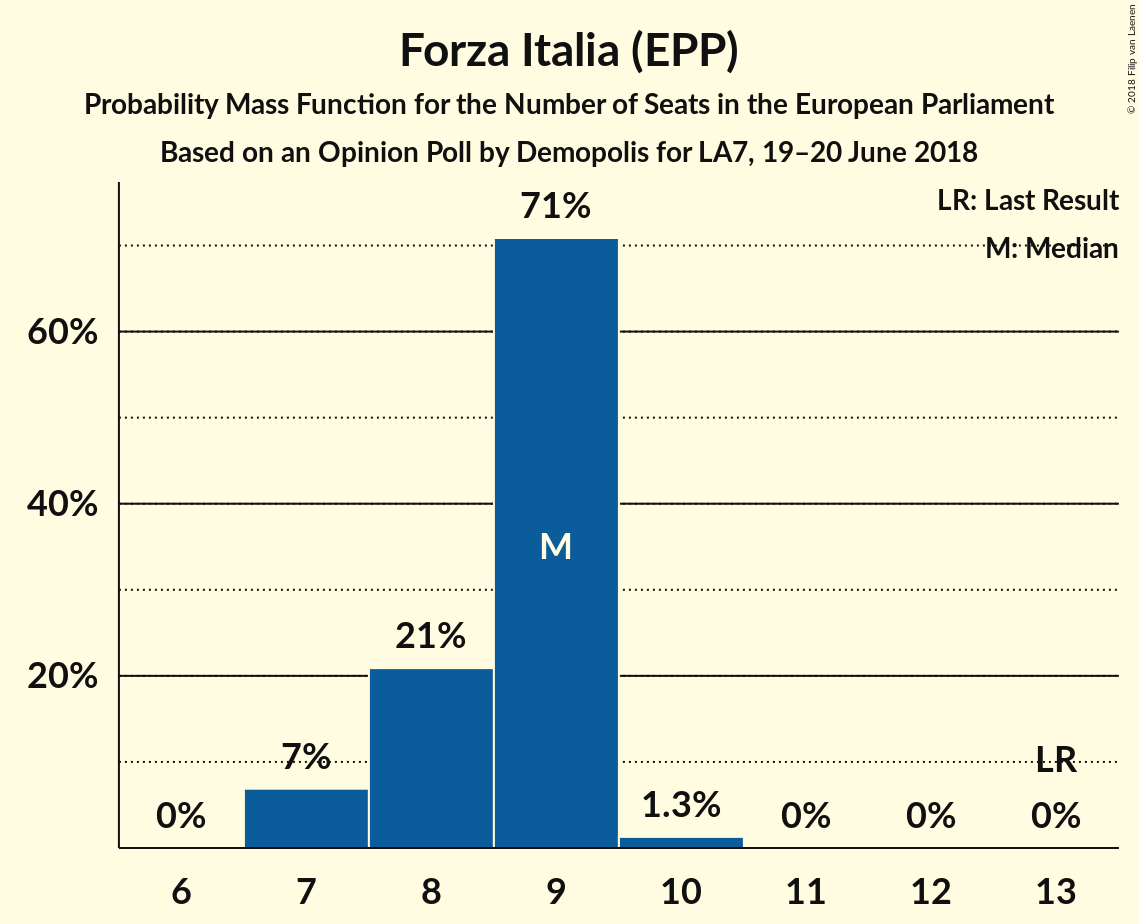 Forza Italia (EPP)
Probability Mass Function for the Number of Seats in the European Parliament
Based on an Opinion Poll by Demopolis for LA7, 19–20 June 2018
© 2018 Filip van Laenen
LR: Last Result
M: Median
71%
60%
40%
M
21%
20%
7%
LR
0%
1.3%
0%
0%
0%
6 7 8 9 10 11 12 13